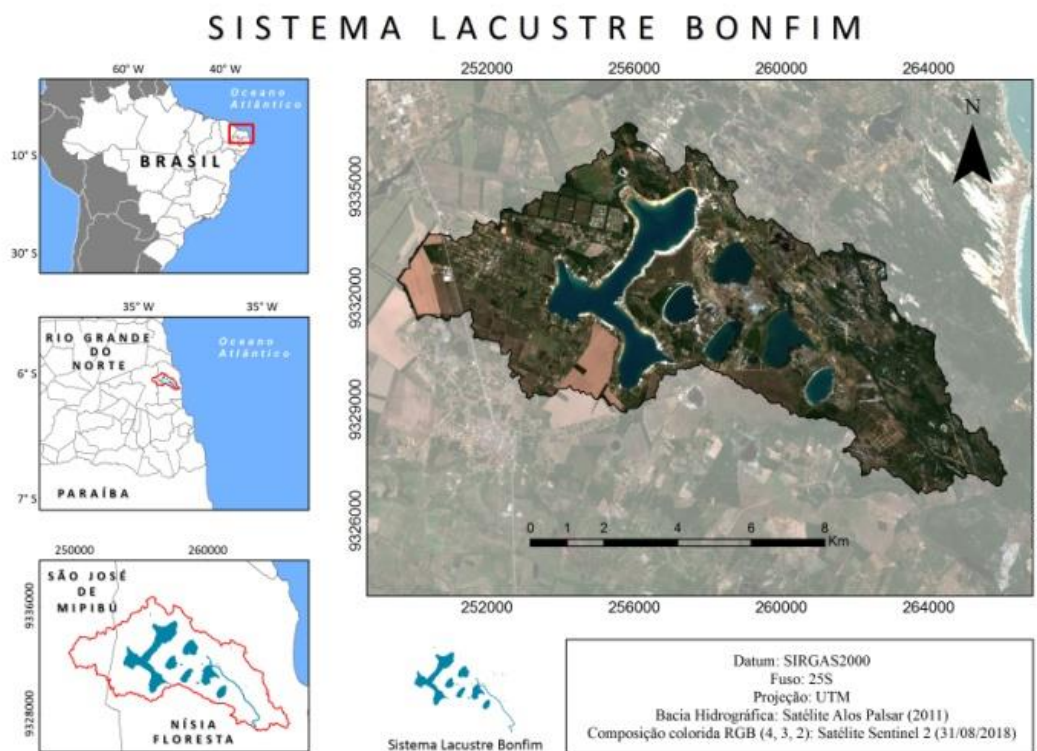 SISTEMA LACUSTRE BONFIM
60° W
40° W
Oceano
Atlântico
BRASIL
10° S
30° S
35° W
35° W
RIO GRANDE
DO
NORTE
Oceano
Atlântico
6° S
PARAÍBA
7° S
250000
260000
SÃO JOSÉ
DE
MIPIBÚ
9336000
9328000
NÍSIA
FLORESTA
252000
256000
260000
264000
N
9335000
9332000
9329000
9326000
0 1 2 4 6 8
Km
252000
256000
260000
264000
Sistema Lacustre Bonfim
Datum: SIRGAS2000
Fuso: 25S
Projeção: UTM
Bacia Hidrográfica: Satélite Alos Palsar (2011)
Composição colorida RGB (4, 3, 2): Satélite Sentinel 2 (31/08/2018)